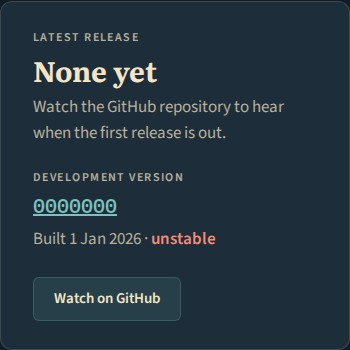 LATEST RELEASE
None yet
Watch the GitHub repository to hear
when the first release is out.
DEVELOPMENT VERSION
0000000
Built 1 Jan 2026 · unstable
Watch on GitHub